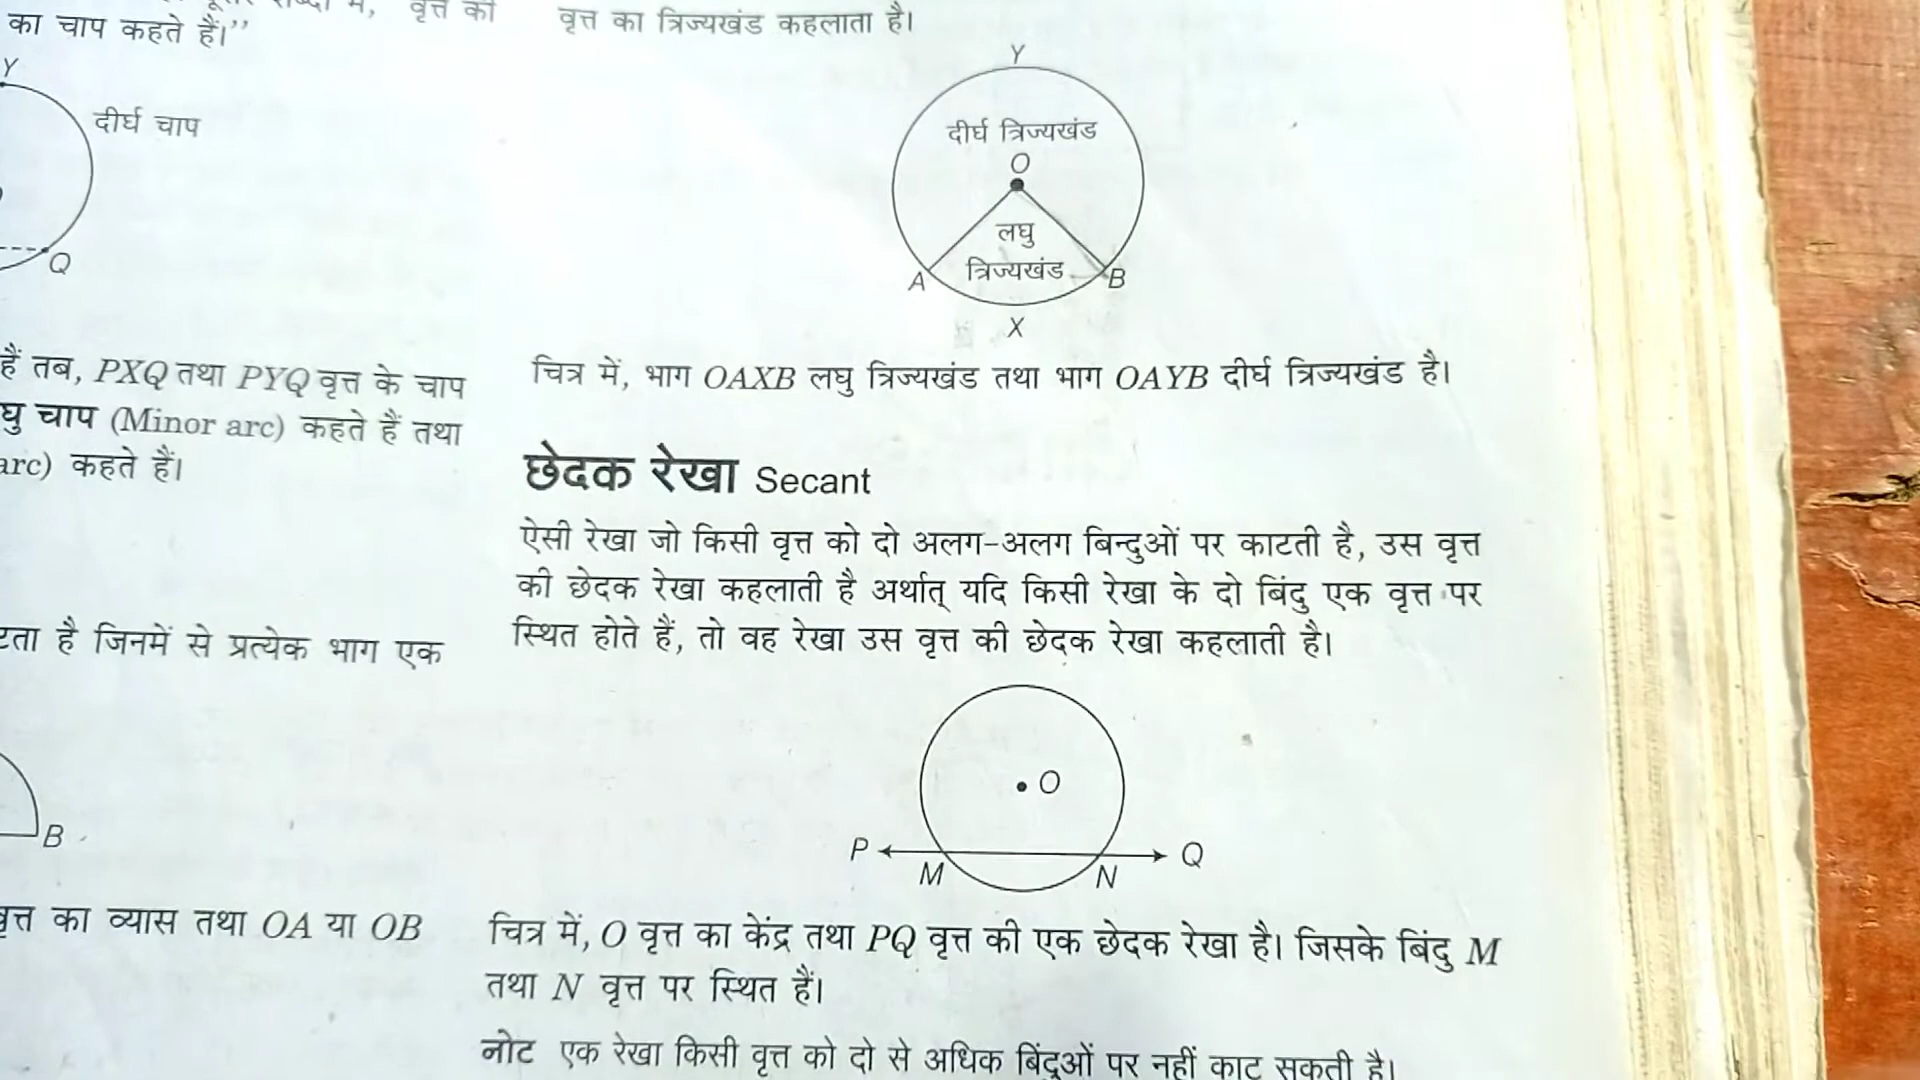 वृत्त की
का चाप कहते हैं।”
Y
दीर्घ चाप
Q
हैं तब, PXQ तथा PYQ वृत्त के चाप
चाप (Minor arc) कहते हैं तथा
arc) कहते हैं।
है जिनमें से प्रत्येक भाग एक
B
का व्यास तथा OA या OB
वृत्त का त्रिज्यखंड कहलाता है।
Y
दीर्घ त्रिज्यखंड
O
लघु
त्रिज्यखंड
A
B
X
चित्र में, भाग OAXB लघु त्रिज्यखंड तथा भाग OAYB दीर्घ त्रिज्यखंड है।
छेदक रेखा Secant
ऐसी रेखा जो किसी वृत्त को दो अलग-अलग बिन्दुओं पर काटती है, उस वृत्त
की छेदक रेखा कहलाती है अर्थात् यदि किसी रेखा के दो बिंदु एक वृत्त पर
स्थित होते हैं, तो वह रेखा उस वृत्त की छेदक रेखा कहलाती है।
O
P
Q
M
N
चित्र में, O वृत्त का केंद्र तथा PQ वृत्त की एक छेदक रेखा है। जिसके बिंदु M
तथा N वृत्त पर स्थित हैं।
नोट एक रेखा किसी वृत्त को दो से अधिक बिंदुओं पर नहीं काट सकती है।